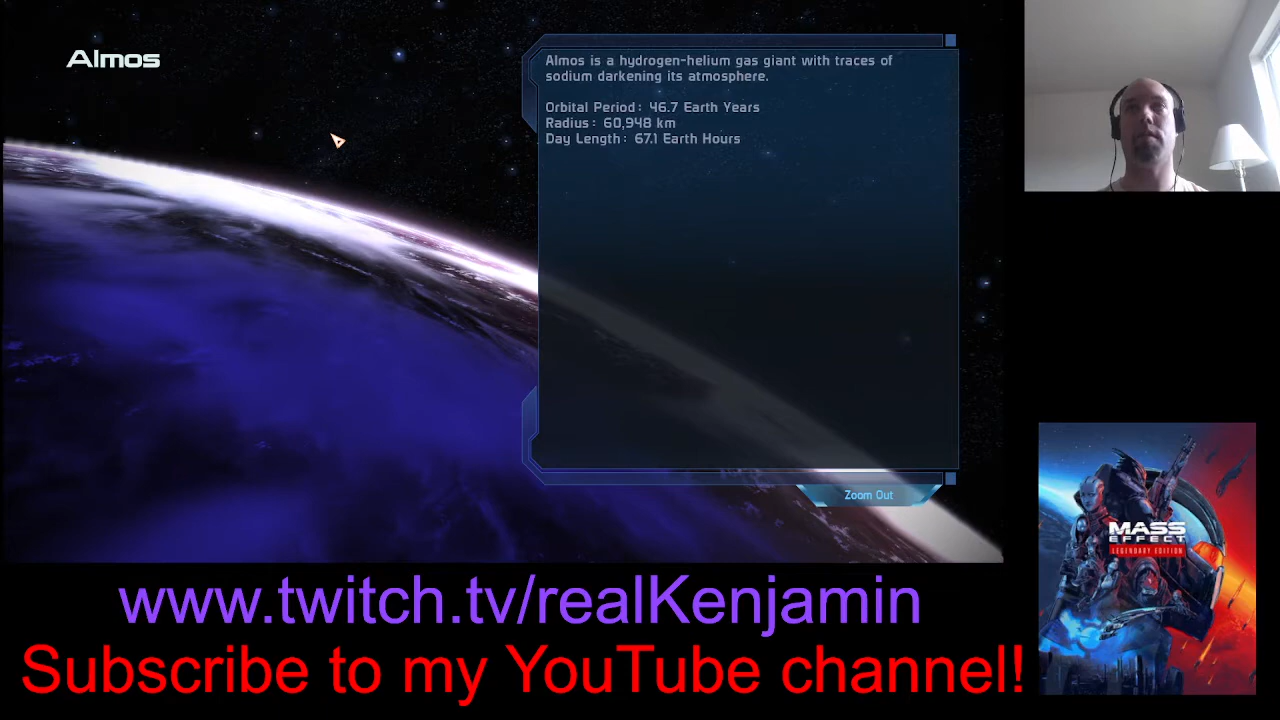 Almos
Almos is a hydrogen-helium gas giant with traces of
sodium darkening its atmosphere.
Orbital Period: 46.7 Earth Years
Radius: 60,948 km
Day Length: 67.1 Earth Hours
Zoom Out
MASS
EFFECT
LEGENDARY EDITION
www.twitch.tv/realKenjamin
Subscribe to my YouTube channel!